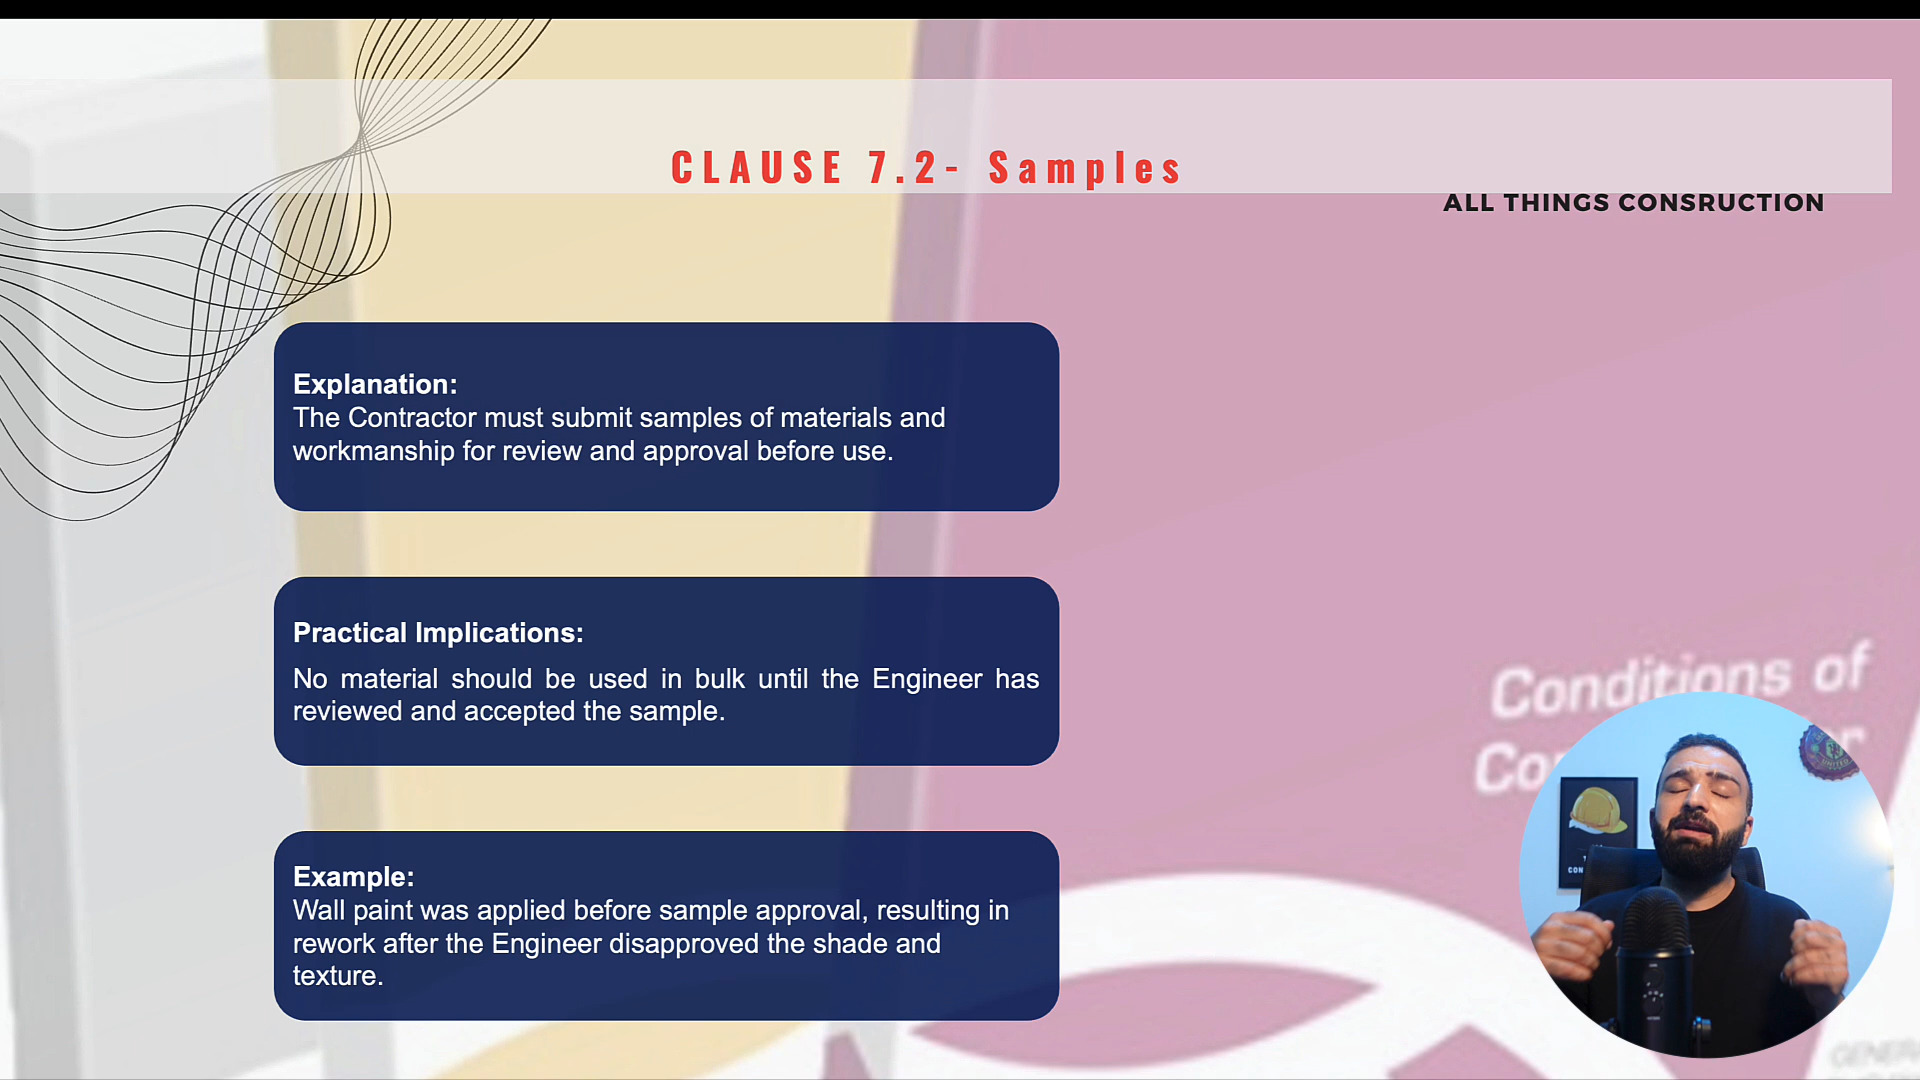 CLAUSE 7.2- Samples
ALL THINGS CONSRUCTION
Explanation:
The Contractor must submit samples of materials and
workmanship for review and approval before use.
Practical Implications:
No material should be used in bulk until the Engineer has
reviewed and accepted the sample.
Example:
Wall paint was applied before sample approval, resulting in
rework after the Engineer disapproved the shade and
texture.
Conditions of
UNITED